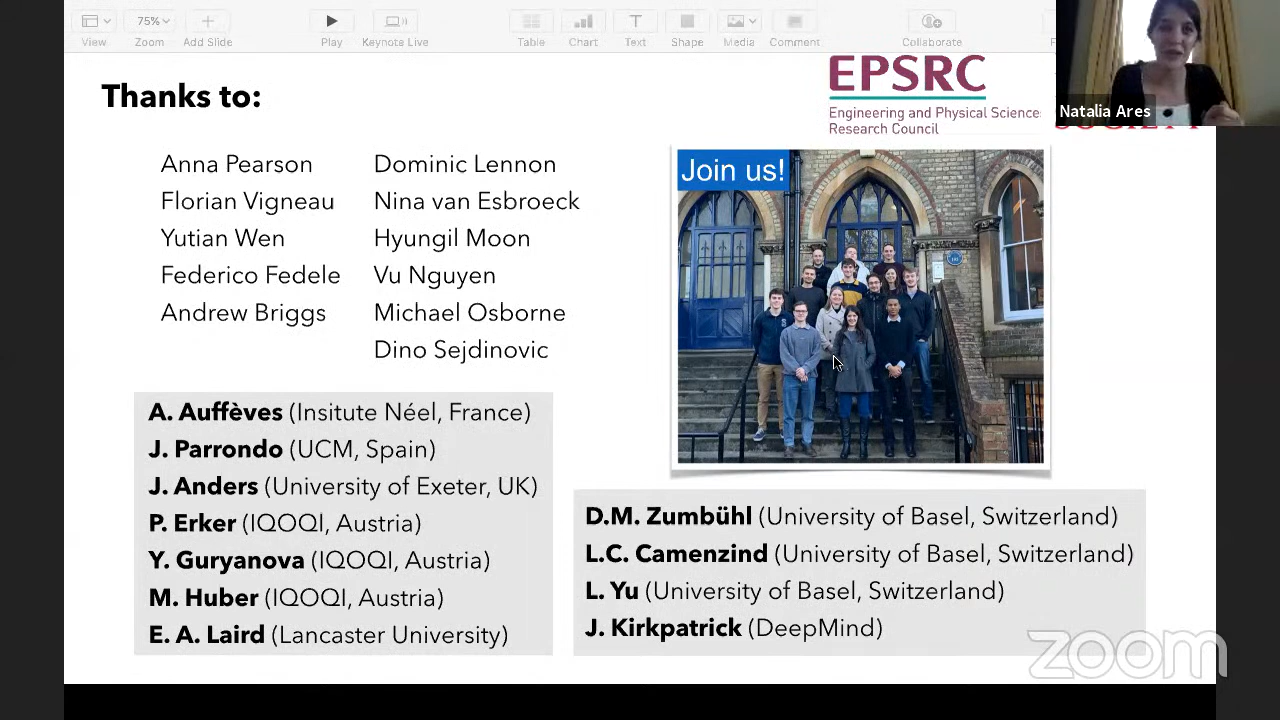 View
75%
Zoom
Add Slide
Play
Keynote Live
Table
Chart
Text
Shape
Media
Comment
Collaborate
Natalia Ares
Thanks to:
EPSRC
Engineering and Physical Science
Research Council
Anna Pearson
Florian Vigneau
Yutian Wen
Federico Fedele
Andrew Briggs
Dominic Lennon
Nina van Esbroeck
Hyungil Moon
Vu Nguyen
Michael Osborne
Dino Sejdinovic
Join us!
A. Auffèves (Insitute Néel, France)
J. Parrondo (UCM, Spain)
J. Anders (University of Exeter, UK)
P. Erker (IQOQI, Austria)
Y. Guryanova (IQOQI, Austria)
M. Huber (IQOQI, Austria)
E. A. Laird (Lancaster University)
D.M. Zumbühl (University of Basel, Switzerland)
L.C. Camenzind (University of Basel, Switzerland)
L. Yu (University of Basel, Switzerland)
J. Kirkpatrick (DeepMind)
zoom